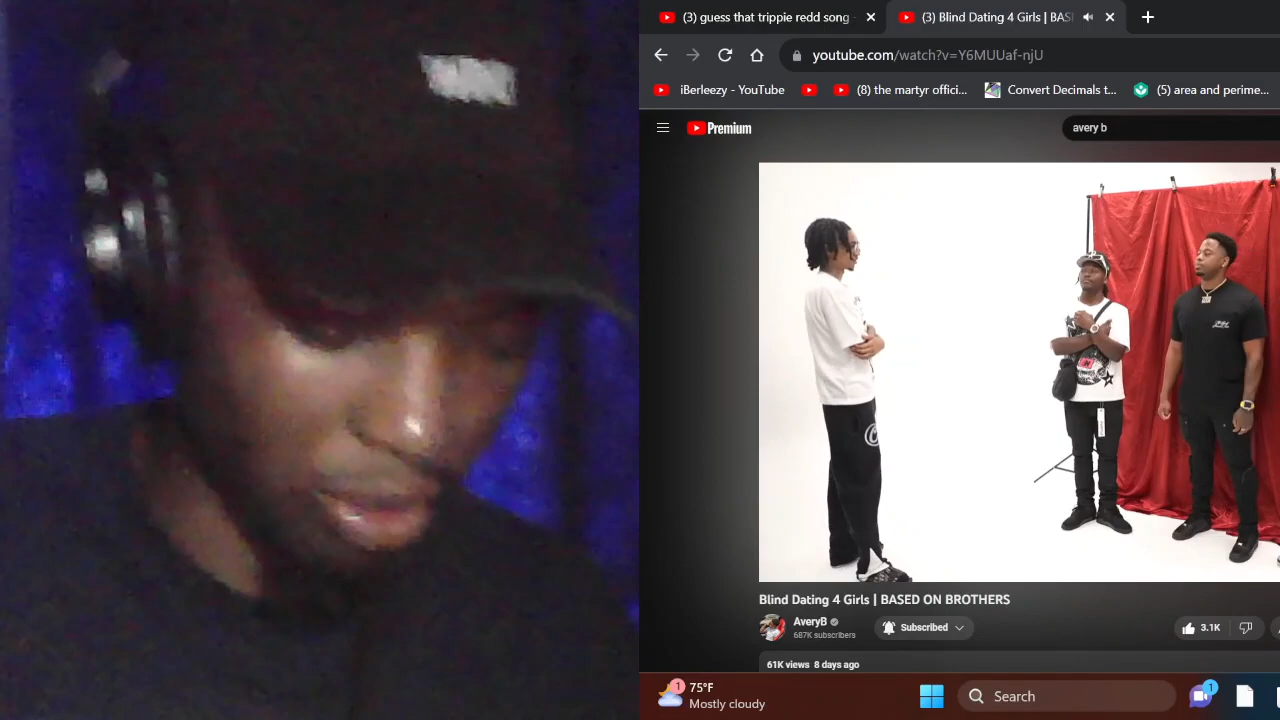 (3) guess that trippie redd song
(3) Blind Dating 4 Girls | BASI
youtube.com/watch?v=Y6MUUaf-njU
iBerleezy - YouTube
(8) the martyr offici...
Convert Decimals t...
(5) area and perime...
Premium
avery b
Blind Dating 4 Girls | BASED ON BROTHERS
AveryB
687K subscribers
Subscribed
3.1K
61K views 8 days ago
1
75°F
Mostly cloudy
Search
1